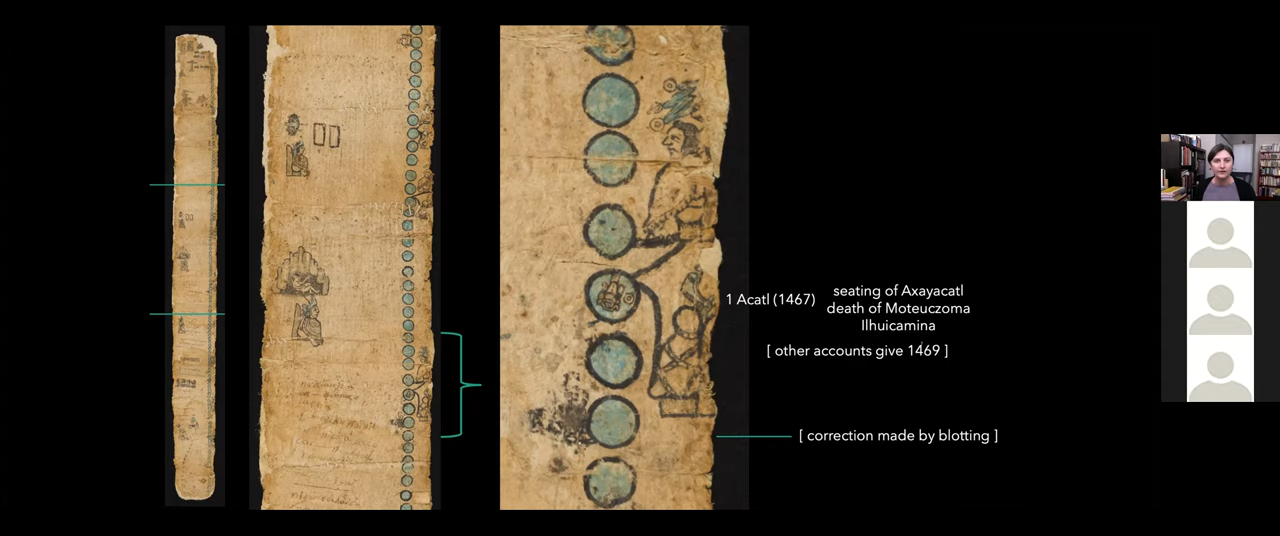 1 Acatl (1467)
seating of Axayacatl
death of Moteuczoma
Ilhuicamina
[ other accounts give 1469 ]
[ correction made by blotting ]